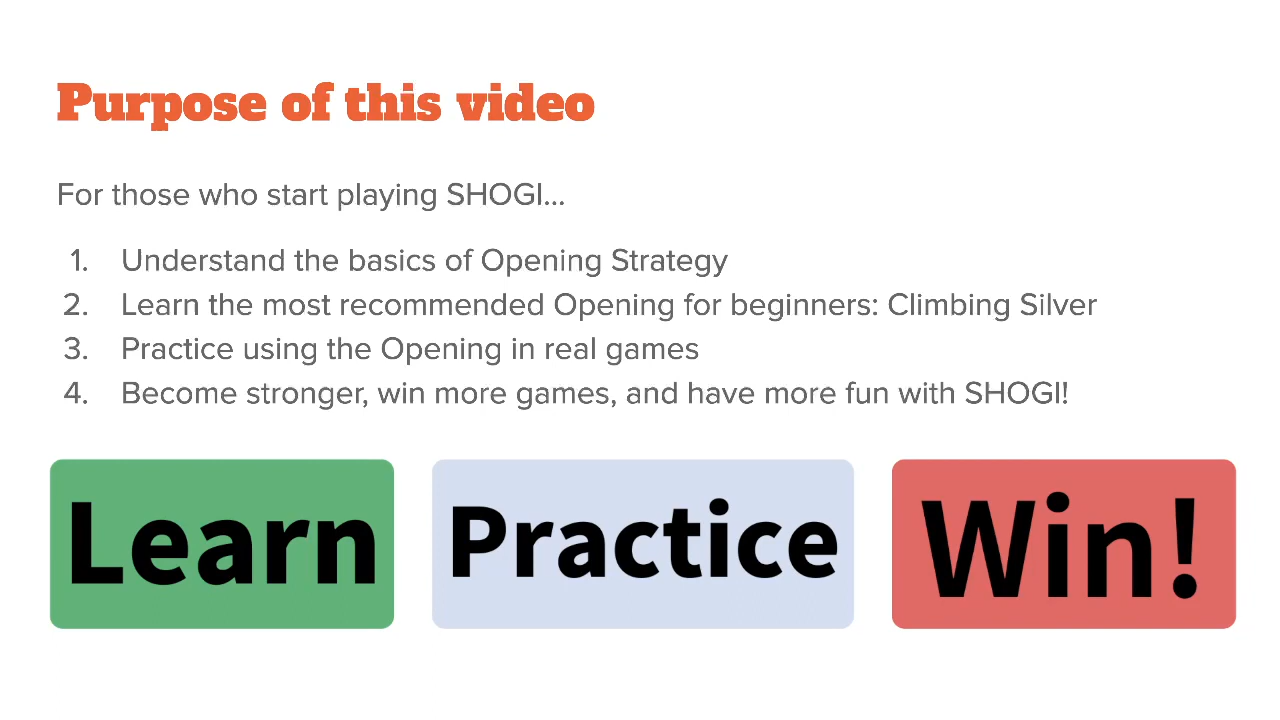 Purpose of this video
For those who start playing SHOGI...
1. Understand the basics of Opening Strategy
2. Learn the most recommended Opening for beginners: Climbing Silver
3. Practice using the Opening in real games
4. Become stronger, win more games, and have more fun with SHOGI!
Learn
Practice
Win!